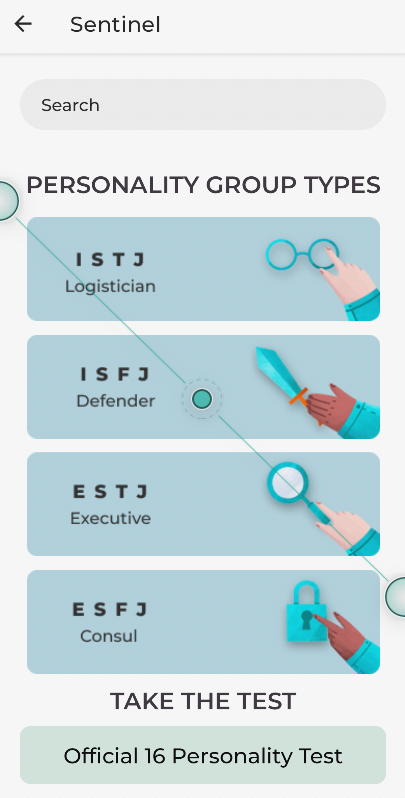 Sentinel
Search
PERSONALITY GROUP TYPES
I S T J
Logistician
I S F J
Defender
E S T J
Executive
E S F J
Consul
TAKE THE TEST
Official 16 Personality Test